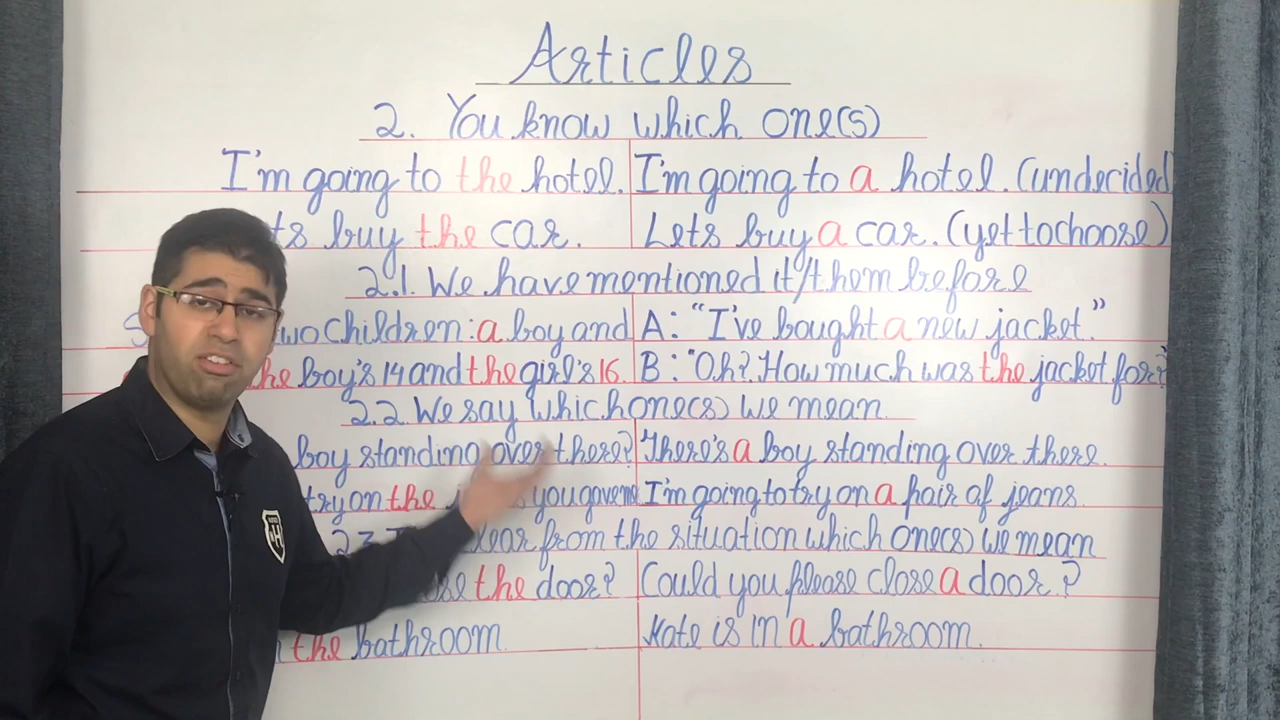 Articles
2. You know which one(s)
I'm going to the hotel. I'm going to a hotel. (undecided
ts buy the car. Lets buy a car. (yet to choose)
2.1. We have mentioned it/them before
children: a boy and A: "I've bought a new jacket."
he boy's 14 and the girl's 16. B: "Oh? How much was the jacket for?"
2.2. We say which one(s) we mean
boy standing over there? There's a boy standing over there.
try on the you gave me I'm going to try on a pair of jeans.
from the situation which one(s) we mean
the door? Could you please close a door.?
the bathroom. Kate is in a bathroom.
H